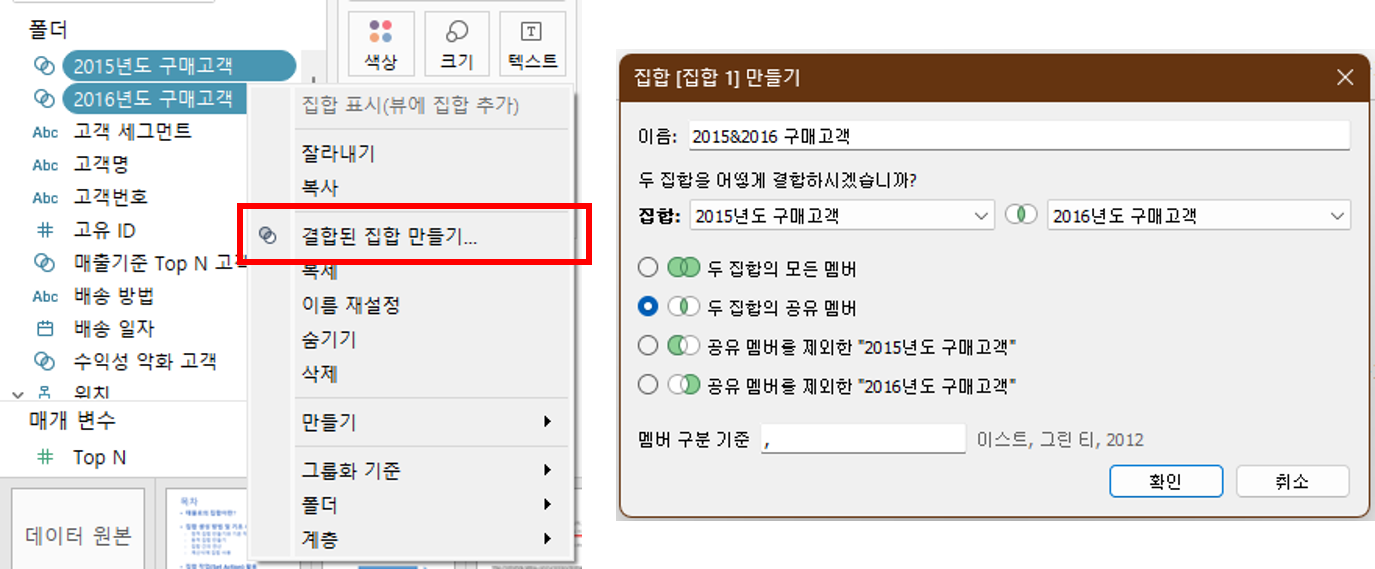 폴더
2015년도 구매고객
2016년도 구매고객
Abc 고객 세그먼트
Abc 고객명
Abc 고객번호
고유 ID
매출기준 Top N 고객
Abc 배송 방법
배송 일자
수익성 악화 고객
위치
매개 변수
Top N
데이터 원본
목차
색상
크기
텍스트
집합 표시(뷰에 집합 추가)
잘라내기
복사
결합된 집합 만들기...
복제
이름 재설정
숨기기
삭제
만들기
그룹화 기준
폴더
계층
집합 [집합 1] 만들기
이름: 2015&2016 구매고객
두 집합을 어떻게 결합하시겠습니까?
집합: 2015년도 구매고객 2016년도 구매고객
두 집합의 모든 멤버
두 집합의 공유 멤버
공유 멤버를 제외한 "2015년도 구매고객"
공유 멤버를 제외한 "2016년도 구매고객"
멤버 구분 기준 , 이스트, 그린 티, 2012
확인 취소